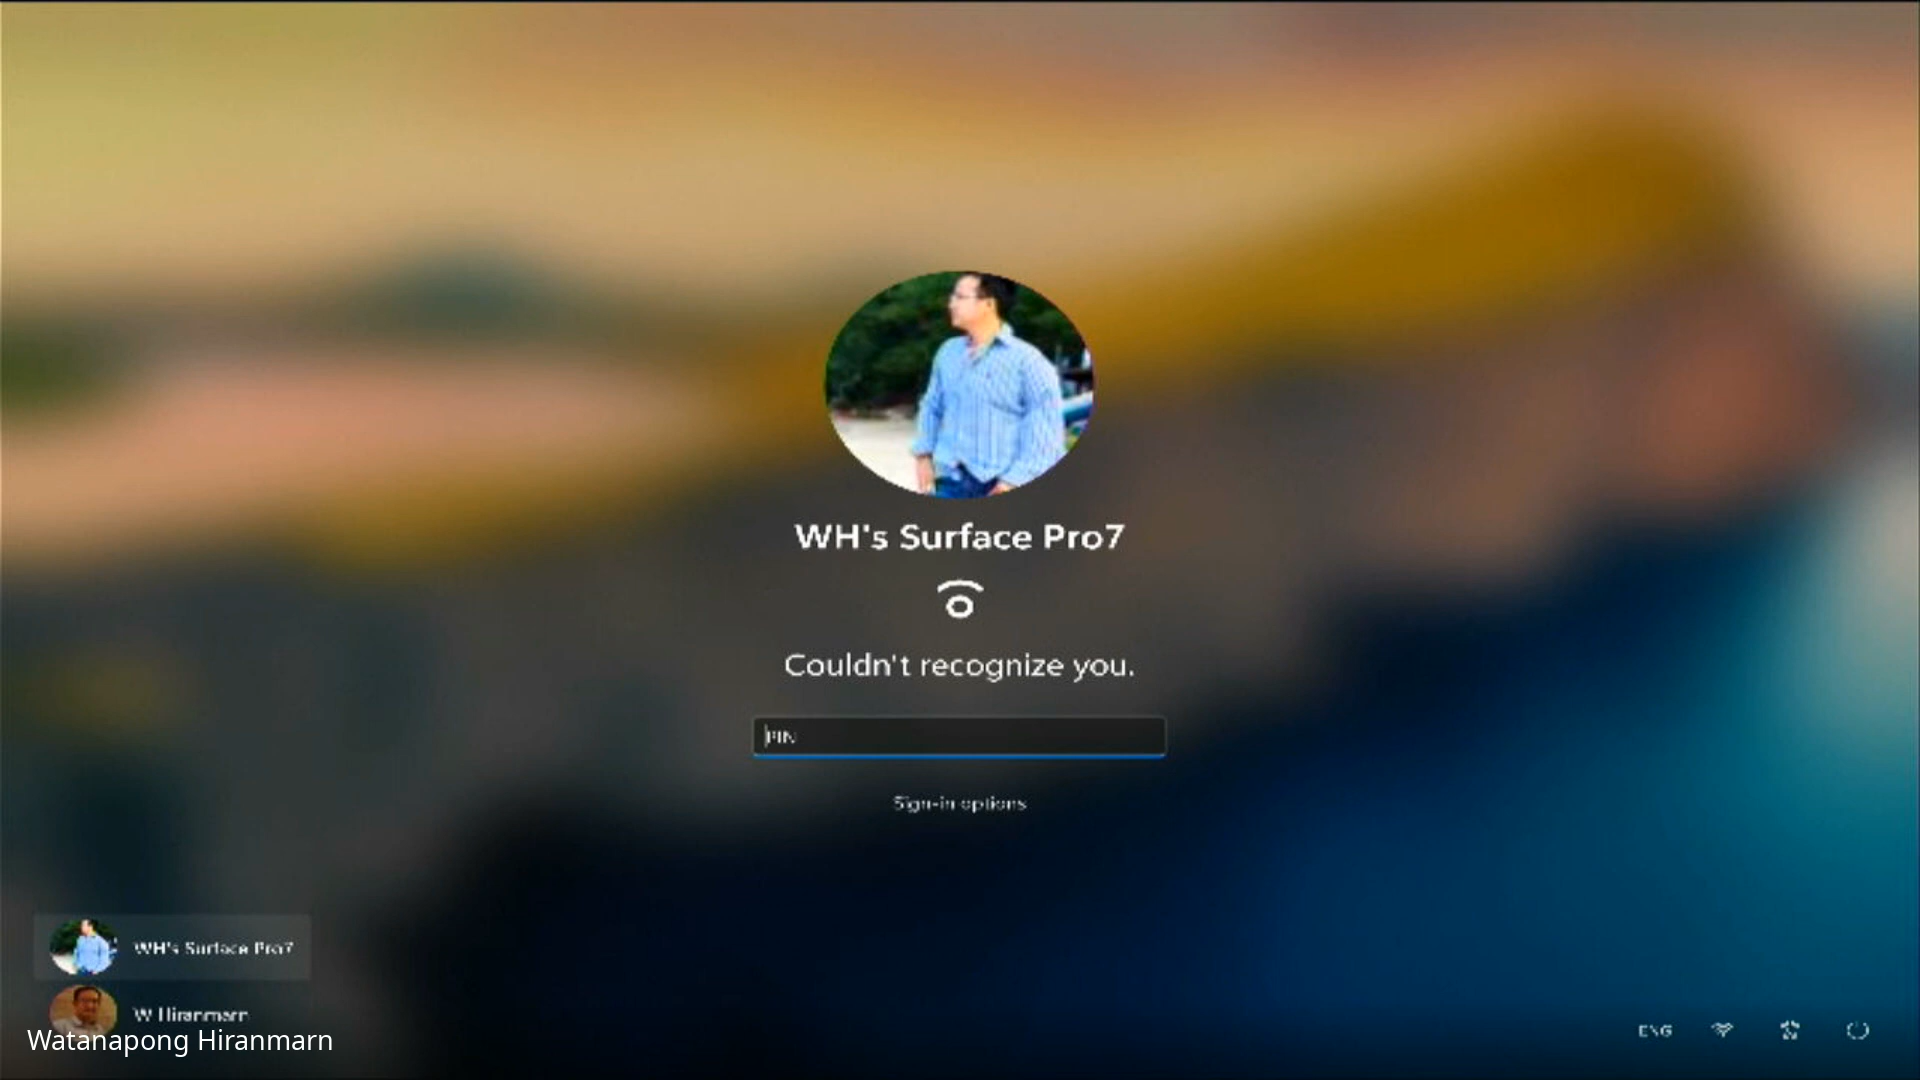 WH's Surface Pro7
Couldn't recognize you.
PIN
Sign-in options
WH's Surface Pro7
W Hiranmarn
Watanapong Hiranmarn
ENG